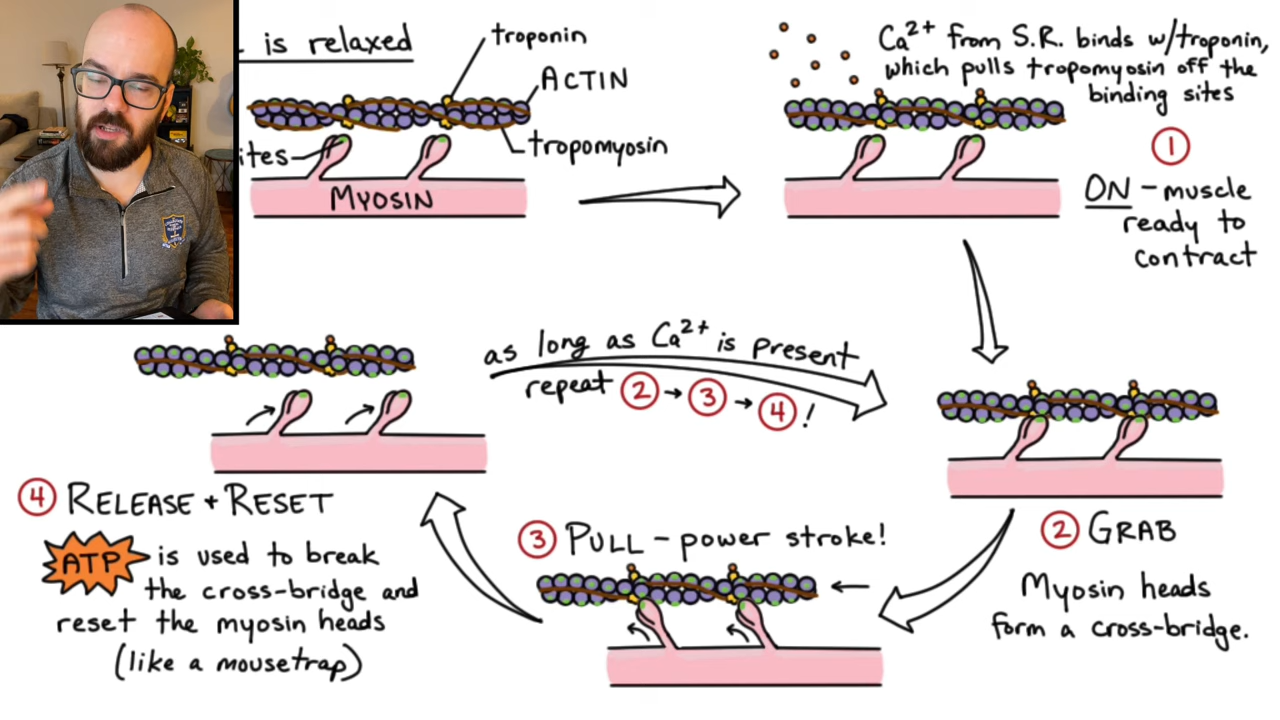 is relaxed
troponin
ACTIN
tropomyosin
ites
MYOSIN
Ca²⁺ from S.R. binds w/troponin,
which pulls tropomyosin off the
binding sites
①
ON - muscle
ready to
contract
as long as Ca²⁺ is present
repeat ② → ③ → ④ !
② GRAB
Myosin heads
form a cross-bridge.
③ PULL - power stroke!
④ RELEASE + RESET
ATP is used to break
the cross-bridge and
reset the myosin heads
(like a mousetrap)